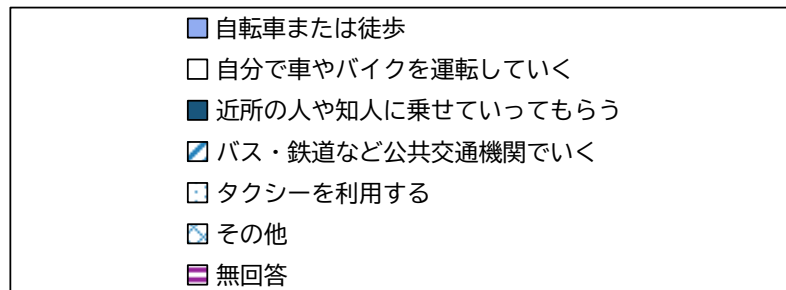 自転車または徒歩
自分で車やバイクを運転していく
近所の人や知人に乗せていってもらう
バス・鉄道など公共交通機関でいく
タクシーを利用する
その他
無回答